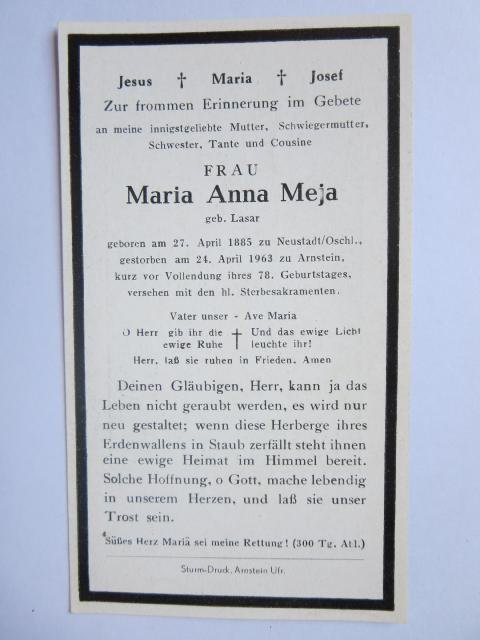 Jesus † Maria † Josef
Zur frommen Erinnerung im Gebete
an meine innigstgeliebte Mutter, Schwiegermutter,
Schwester, Tante und Cousine
FRAU
Maria Anna Meja
geb. Lasar
geboren am 27. April 1885 zu Neustadt/Oschl.,
gestorben am 24. April 1963 zu Arnstein,
kurz vor Vollendung ihres 78. Geburtstages,
versehen mit den hl. Sterbesakramenten.
Vater unser - Ave Maria
O Herr gib ihr die † Und das ewige Licht
ewige Ruhe leuchte ihr!
Herr, laß sie ruhen in Frieden. Amen
Deinen Gläubigen, Herr, kann ja das
Leben nicht geraubt werden, es wird nur
neu gestaltet; wenn diese Herberge ihres
Erdenwallens in Staub zerfällt steht ihnen
eine ewige Heimat im Himmel bereit.
Solche Hoffnung, o Gott, mache lebendig
in unserem Herzen, und laß sie unser
Trost sein.
Süßes Herz Mariä sei meine Rettung! (300 Tg. Abl.)
Sturm-Druck, Arnstein Ufr.